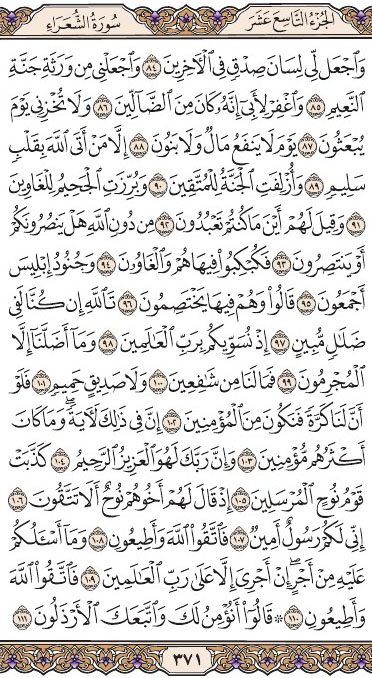 الجزء التاسع عشر سورة الشعراء
وَٱجۡعَل لِّي لِسَانَ صِدۡقٖ فِي ٱلۡأٓخِرِينَ ٨٤ وَٱجۡعَلۡنِي مِن وَرَثَةِ جَنَّةِ
ٱلنَّعِيمِ ٨٥ وَٱغۡفِرۡ لِأَبِيٓ إِنَّهُۥ كَانَ مِنَ ٱلضَّآلِّينَ ٨٦ وَلَا تُخۡزِنِي يَوۡمَ
يُبۡعَثُونَ ٨٧ يَوۡمَ لَا يَنفَعُ مَالٞ وَلَا بَنُونَ ٨٨ إِلَّا مَنۡ أَتَى ٱللَّهَ بِقَلۡبٖ
سَلِيمٖ ٨٩ وَأُزۡلِفَتِ ٱلۡجَنَّةُ لِلۡمُتَّقِينَ ٩٠ وَبُرِّزَتِ ٱلۡجَحِيمُ لِلۡغَاوِينَ
٩١ وَقِيلَ لَهُمۡ أَيۡنَ مَا كُنتُمۡ تَعۡبُدُونَ ٩٢ مِن دُونِ ٱللَّهِ هَلۡ يَنصُرُونَكُمۡ
أَوۡ يَنتَصِرُونَ ٩٣ فَكُبۡكِبُواْ فِيهَا هُمۡ وَٱلۡغَاوُۥنَ ٩٤ وَجُنُودُ إِبۡلِيسَ
أَجۡمَعُونَ ٩٥ قَالُواْ وَهُمۡ فِيهَا يَخۡتَصِمُونَ ٩٦ تَٱللَّهِ إِن كُنَّا لَفِي
ضَلَٰلٖ مُّبِينٍ ٩٧ إِذۡ نُسَوِّيكُم بِرَبِّ ٱلۡعَٰلَمِينَ ٩٨ وَمَآ أَضَلَّنَآ إِلَّا
ٱلۡمُجۡرِمُونَ ٩٩ فَمَا لَنَا مِن شَٰفِعِينَ ١٠٠ وَلَا صَدِيقٍ حَمِيمٖ ١٠١ فَلَوۡ
أَنَّ لَنَا كَرَّةٗ فَنَكُونَ مِنَ ٱلۡمُؤۡمِنِينَ ١٠٢ إِنَّ فِي ذَٰلِكَ لَأٓيَةٗۖ وَمَا كَانَ
أَكۡثَرُهُم مُّؤۡمِنِينَ ١٠٣ وَإِنَّ رَبَّكَ لَهُوَ ٱلۡعَزِيزُ ٱلرَّحِيمُ ١٠٤ كَذَّبَتۡ
قَوۡمُ نُوحٍ ٱلۡمُرۡسَلِينَ ١٠٥ إِذۡ قَالَ لَهُمۡ أَخُوهُمۡ نُوحٌ أَلَا تَتَّقُونَ ١٠٦
إِنِّي لَكُمۡ رَسُولٌ أَمِينٞ ١٠٧ فَٱتَّقُواْ ٱللَّهَ وَأَطِيعُونِ ١٠٨ وَمَآ أَسۡـَٔلُكُمۡ
عَلَيۡهِ مِنۡ أَجۡرٍۖ إِنۡ أَجۡرِيَ إِلَّا عَلَىٰ رَبِّ ٱلۡعَٰلَمِينَ ١٠٩ فَٱتَّقُواْ ٱللَّهَ
وَأَطِيعُونِ ١١٠ ۞ قَالُوٓاْ أَنُؤۡمِنُ لَكَ وَٱتَّبَعَكَ ٱلۡأَرۡذَلُونَ ١١١
٣٧١